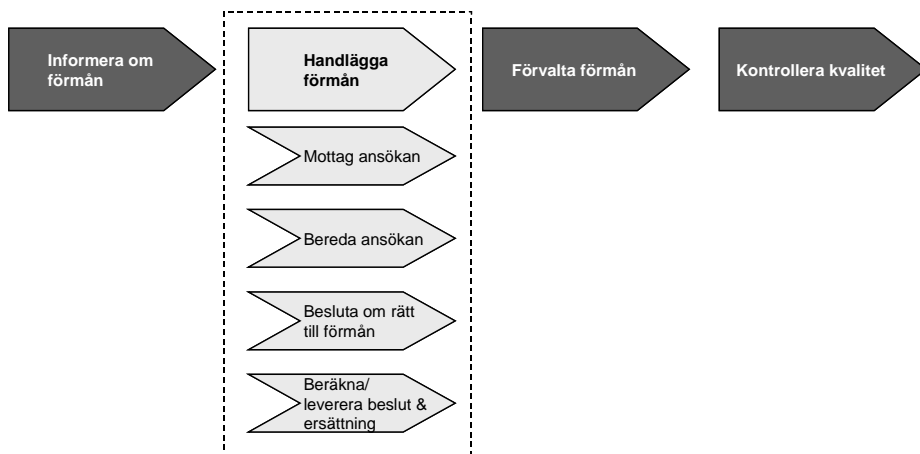 Informera om
förmån
Handlägga
förmån
Förvalta förmån
Kontrollera kvalitet
Mottag ansökan
Bereda ansökan
Besluta om rätt
till förmån
Beräkna/
leverera beslut &
ersättning